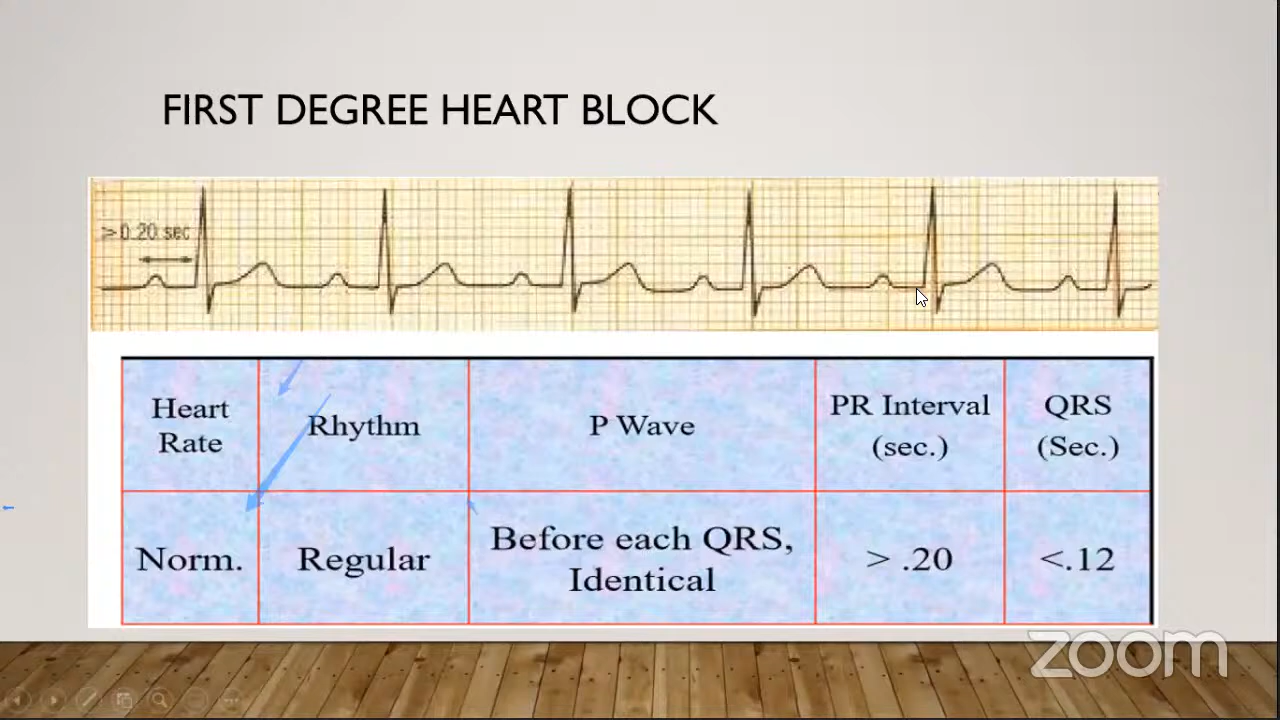 FIRST DEGREE HEART BLOCK
> 0.20 sec
Heart Rate
Rhythm
P Wave
PR Interval (sec.)
QRS (Sec.)
Norm.
Regular
Before each QRS, Identical
> .20
<.12
zoom